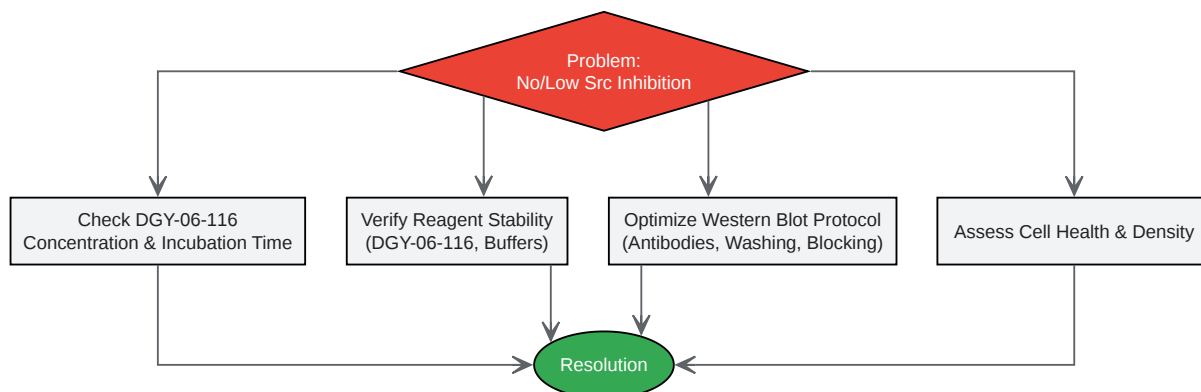 Problem:
No/Low Src Inhibition
Check DGY-06-116
Concentration & Incubation Time
Verify Reagent Stability
(DGY-06-116, Buffers)
Optimize Western Blot Protocol
(Antibodies, Washing, Blocking)
Assess Cell Health & Density
Resolution